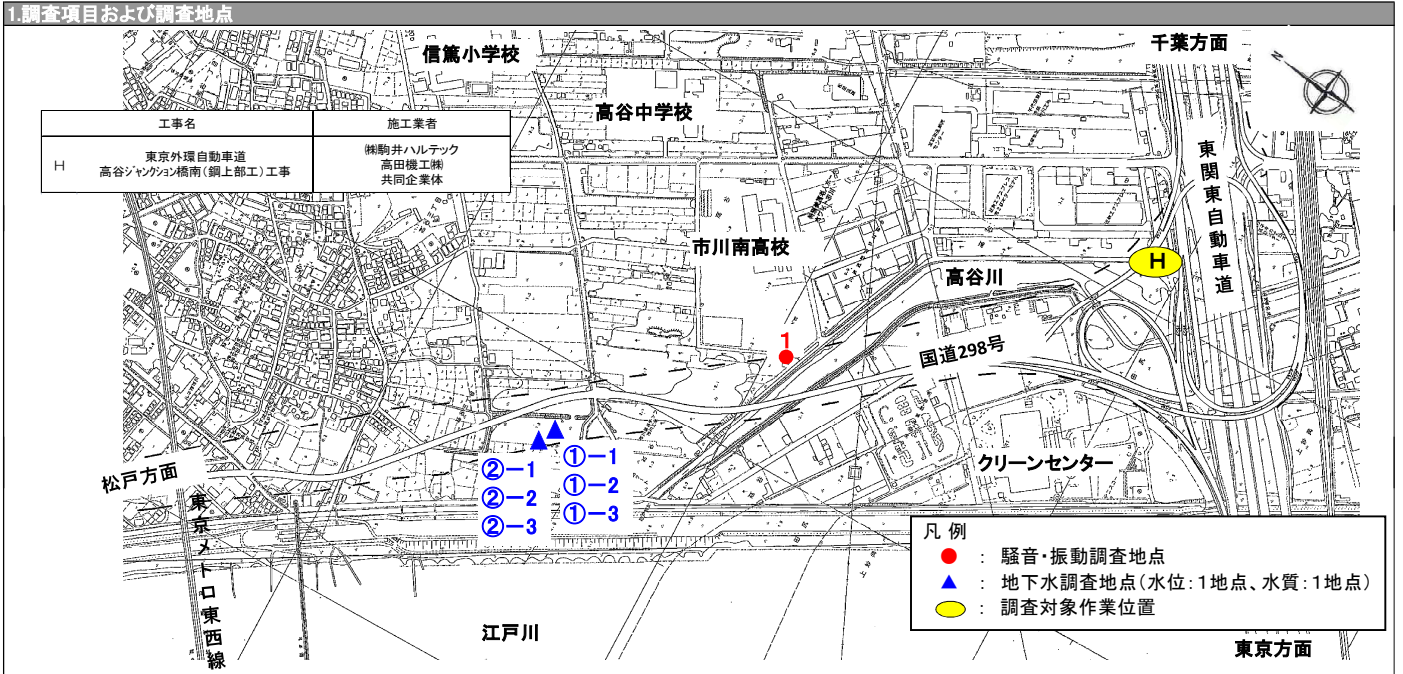 1.調査項目および調査地点
信篤小学校
千葉方面
N
高谷中学校
工事名
施工業者
H
東京外環自動車道
高谷ジャンクション橋南(鋼上部工)工事
㈱駒井ハルテック
高田機工㈱
共同企業体
東関東自動車道
市川南高校
H
高谷川
1
国道298号
クリーンセンター
松戸方面
②-1
②-2
②-3
①-1
①-2
①-3
東京メトロ東西線
凡 例
● : 騒音・振動調査地点
▲ : 地下水調査地点(水位:1地点、水質:1地点)
: 調査対象作業位置
江戸川
東京方面